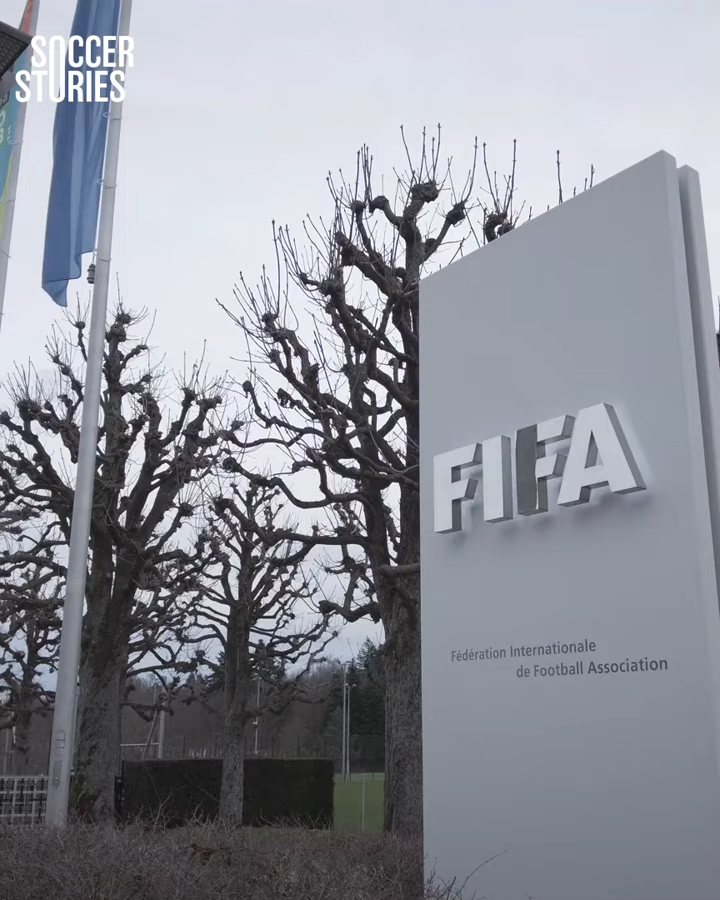 SOCCER
STORIES
FIFA
Fédération Internationale
de Football Association